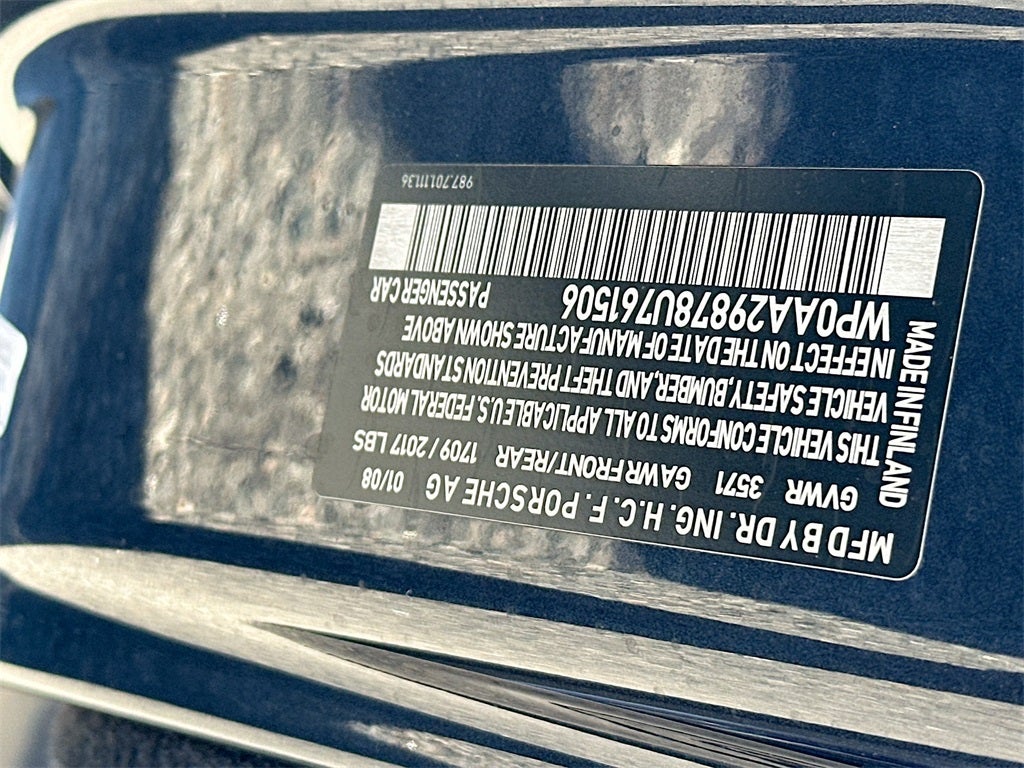 MFD BY DR. ING. H.C. F. PORSCHE AG 01/08
GVWR 3571 GAWR FRONT/REAR 1709 / 2017 LBS
THIS VEHICLE CONFORMS TO ALL APPLICABLE U.S. FEDERAL MOTOR
VEHICLE SAFETY, BUMBER, AND THEFT PREVENTION STANDARDS
IN EFFECT ON THE DATE OF MANUFACTURE SHOWN ABOVE
WP0AA29878U761506 PASSENGER CAR
987.701.111.36
MADE IN FINLAND